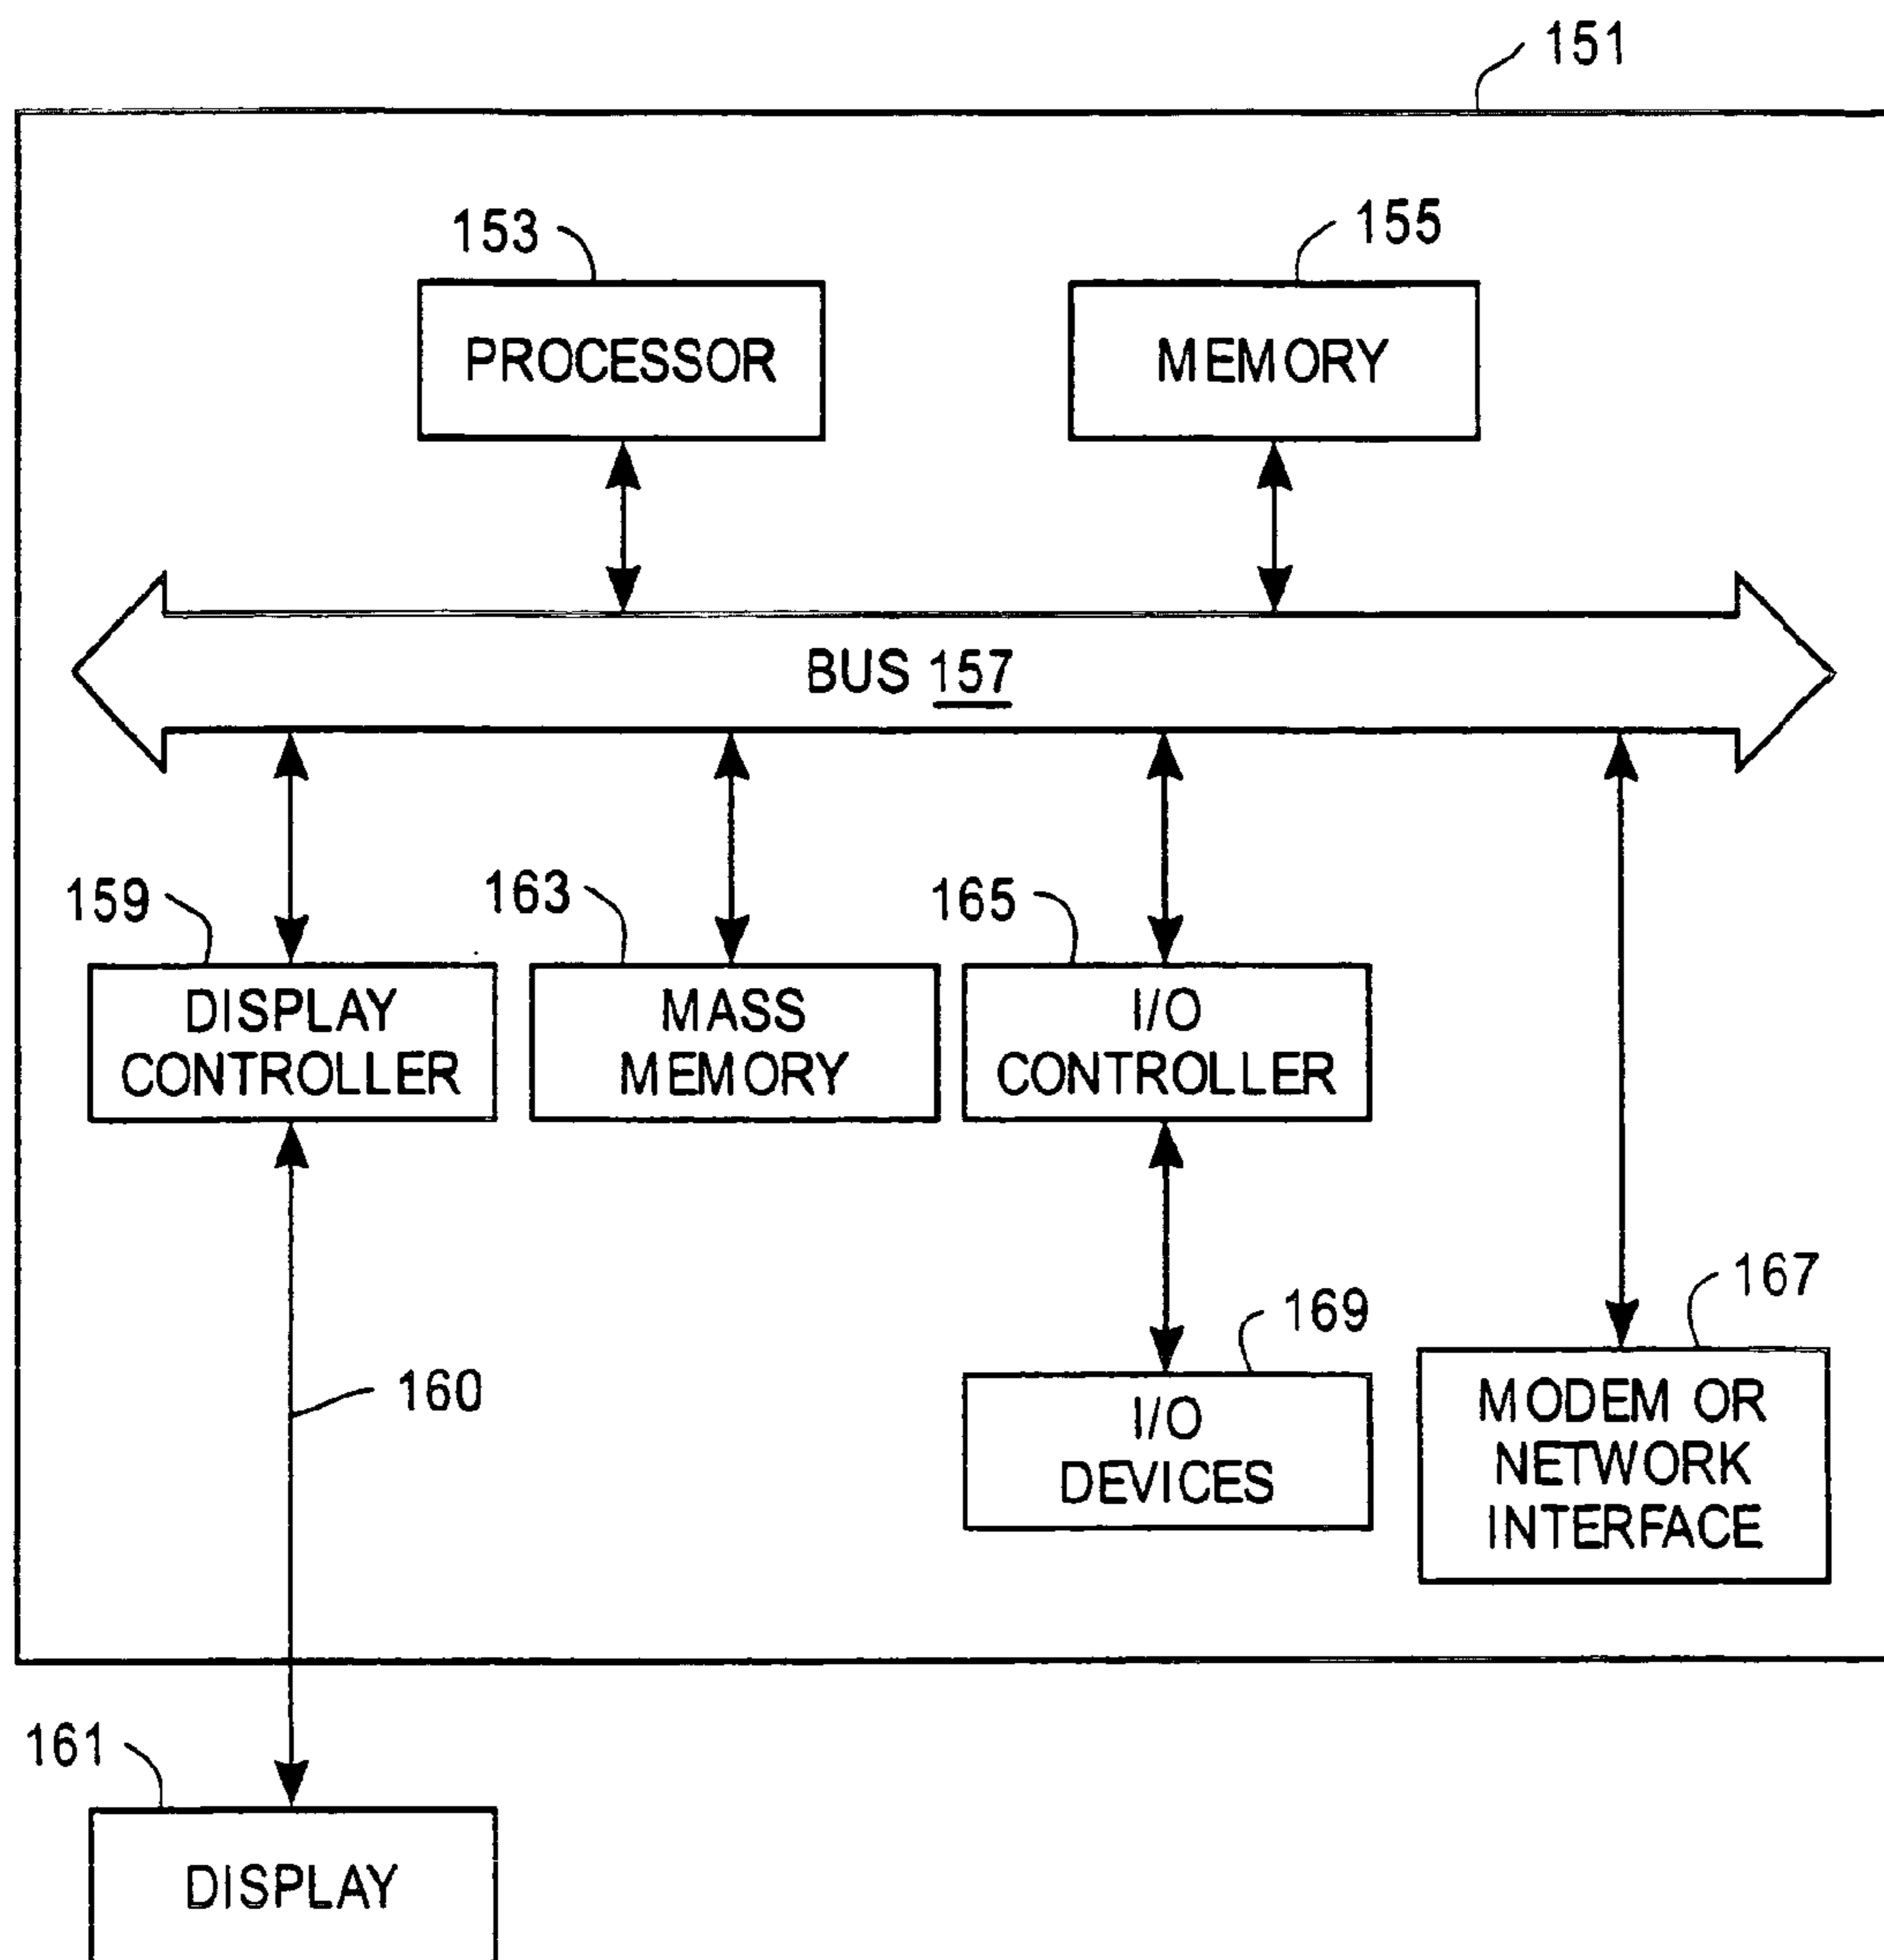 151
153
155
PROCESSOR
MEMORY
BUS 157
159
163
165
DISPLAY
CONTROLLER
MASS
MEMORY
I/O
CONTROLLER
167
169
160
I/O
DEVICES
MODEM OR
NETWORK
INTERFACE
161
DISPLAY